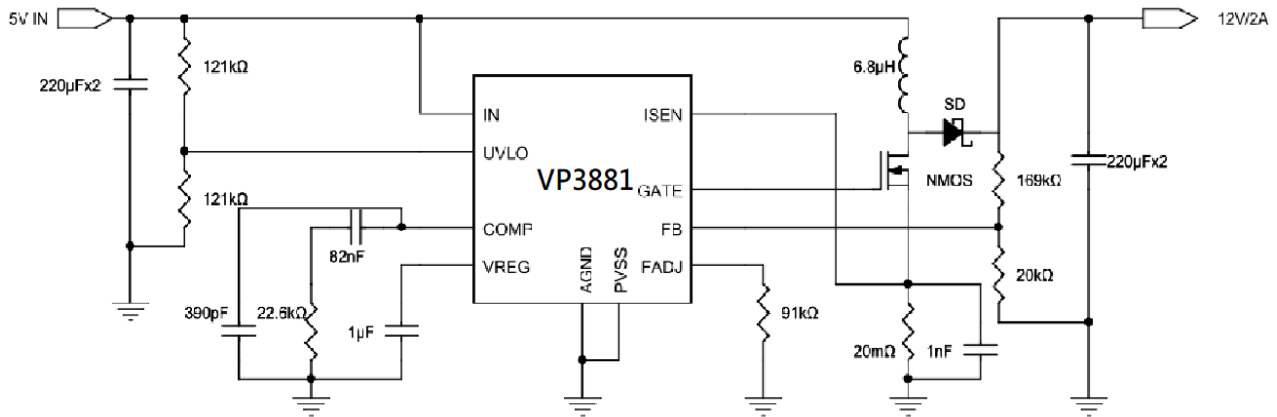 5V IN
12V/2A
121kΩ
6.8μH
220μFx2
SD
IN
ISEN
UVLO
220μFx2
VP3881
NMOS
169kΩ
GATE
121kΩ
COMP
FB
82nF
VREG
FADJ
AGND
PVSS
20kΩ
390pF
22.6kΩ
1μF
91kΩ
20mΩ
1nF